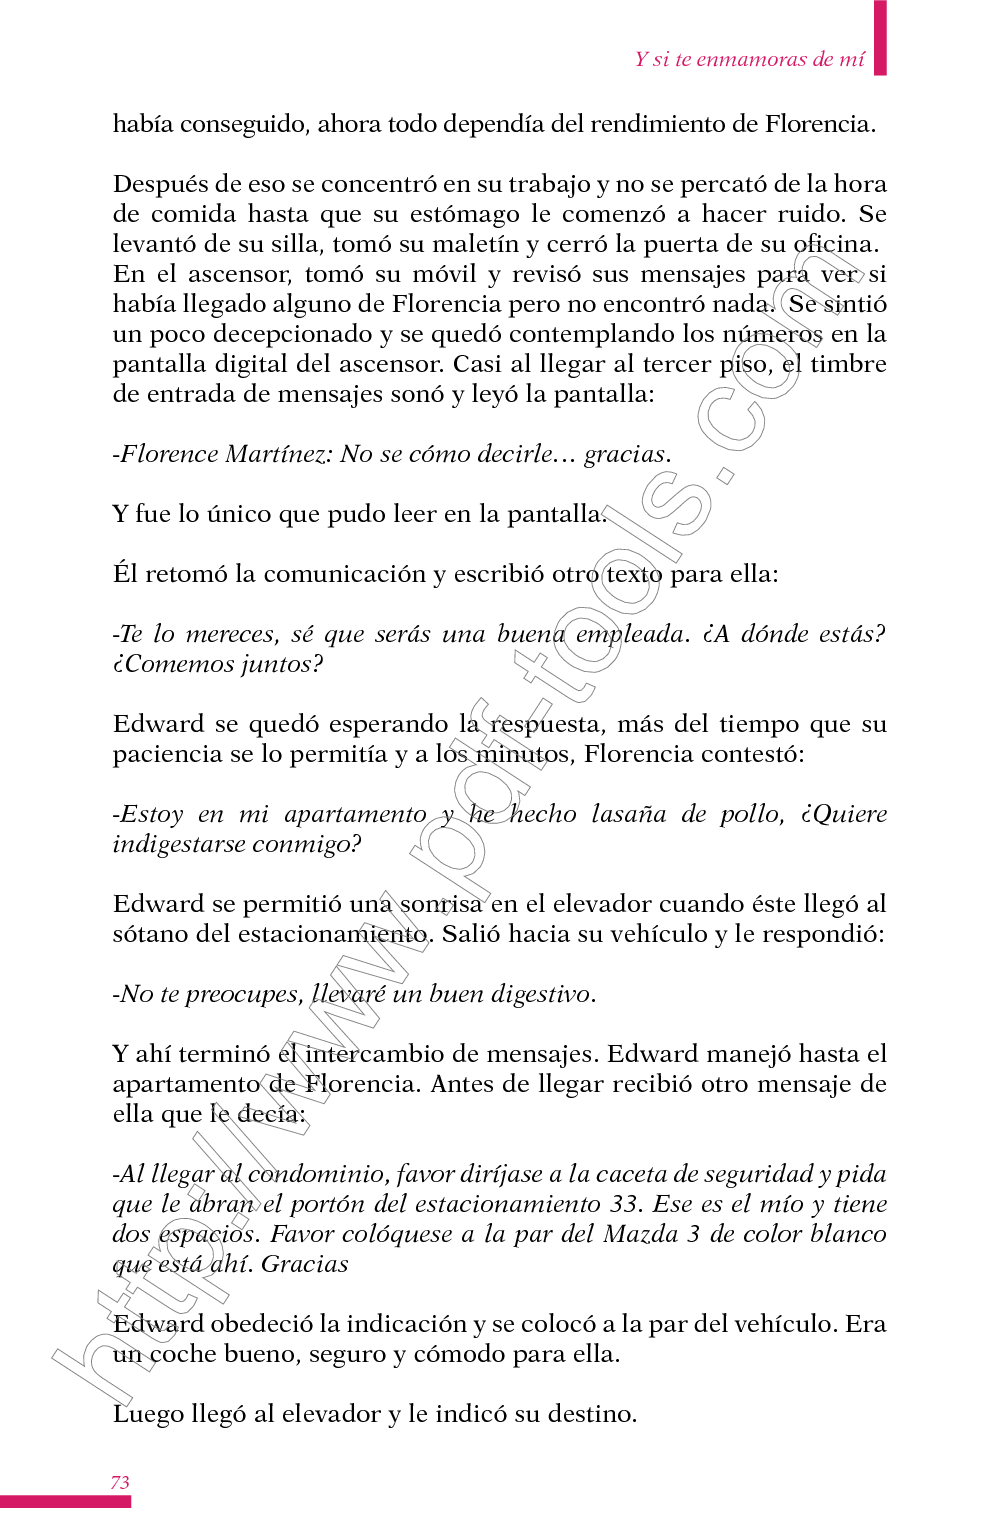 Y si te enmamoras de mí
había conseguido, ahora todo dependía del rendimiento de Florencia.
Después de eso se concentró en su trabajo y no se percató de la hora
de comida hasta que su estómago le comenzó a hacer ruido. Se
levantó de su silla, tomó su maletín y cerró la puerta de su oficina.
En el ascensor, tomó su móvil y revisó sus mensajes para ver si
había llegado alguno de Florencia pero no encontró nada. Se sintió
un poco decepcionado y se quedó contemplando los números en la
pantalla digital del ascensor. Casi al llegar al tercer piso, el timbre
de entrada de mensajes sonó y leyó la pantalla:
-Florence Martínez: No se cómo decirle... gracias.
Y fue lo único que pudo leer en la pantalla.
Él retomó la comunicación y escribió otro texto para ella:
-Te lo mereces, sé que serás una buena empleada. ¿A dónde estás?
¿Comemos juntos?
Edward se quedó esperando la respuesta, más del tiempo que su
paciencia se lo permitía y a los minutos, Florencia contestó:
-Estoy en mi apartamento y he hecho lasaña de pollo, ¿Quiere
indigestarse conmigo?
Edward se permitió una sonrisa en el elevador cuando éste llegó al
sótano del estacionamiento. Salió hacia su vehículo y le respondió:
-No te preocupes, llevaré un buen digestivo.
Y ahí terminó el intercambio de mensajes. Edward manejó hasta el
apartamento de Florencia. Antes de llegar recibió otro mensaje de
ella que le decía:
-Al llegar al condominio, favor diríjase a la caceta de seguridad y pida
que le abran el portón del estacionamiento 33. Ese es el mío y tiene
dos espacios. Favor colóquese a la par del Mazda 3 de color blanco
que está ahí. Gracias
Edward obedeció la indicación y se colocó a la par del vehículo. Era
un coche bueno, seguro y cómodo para ella.
Luego llegó al elevador y le indicó su destino.
73
http://www.pdf-tools.com